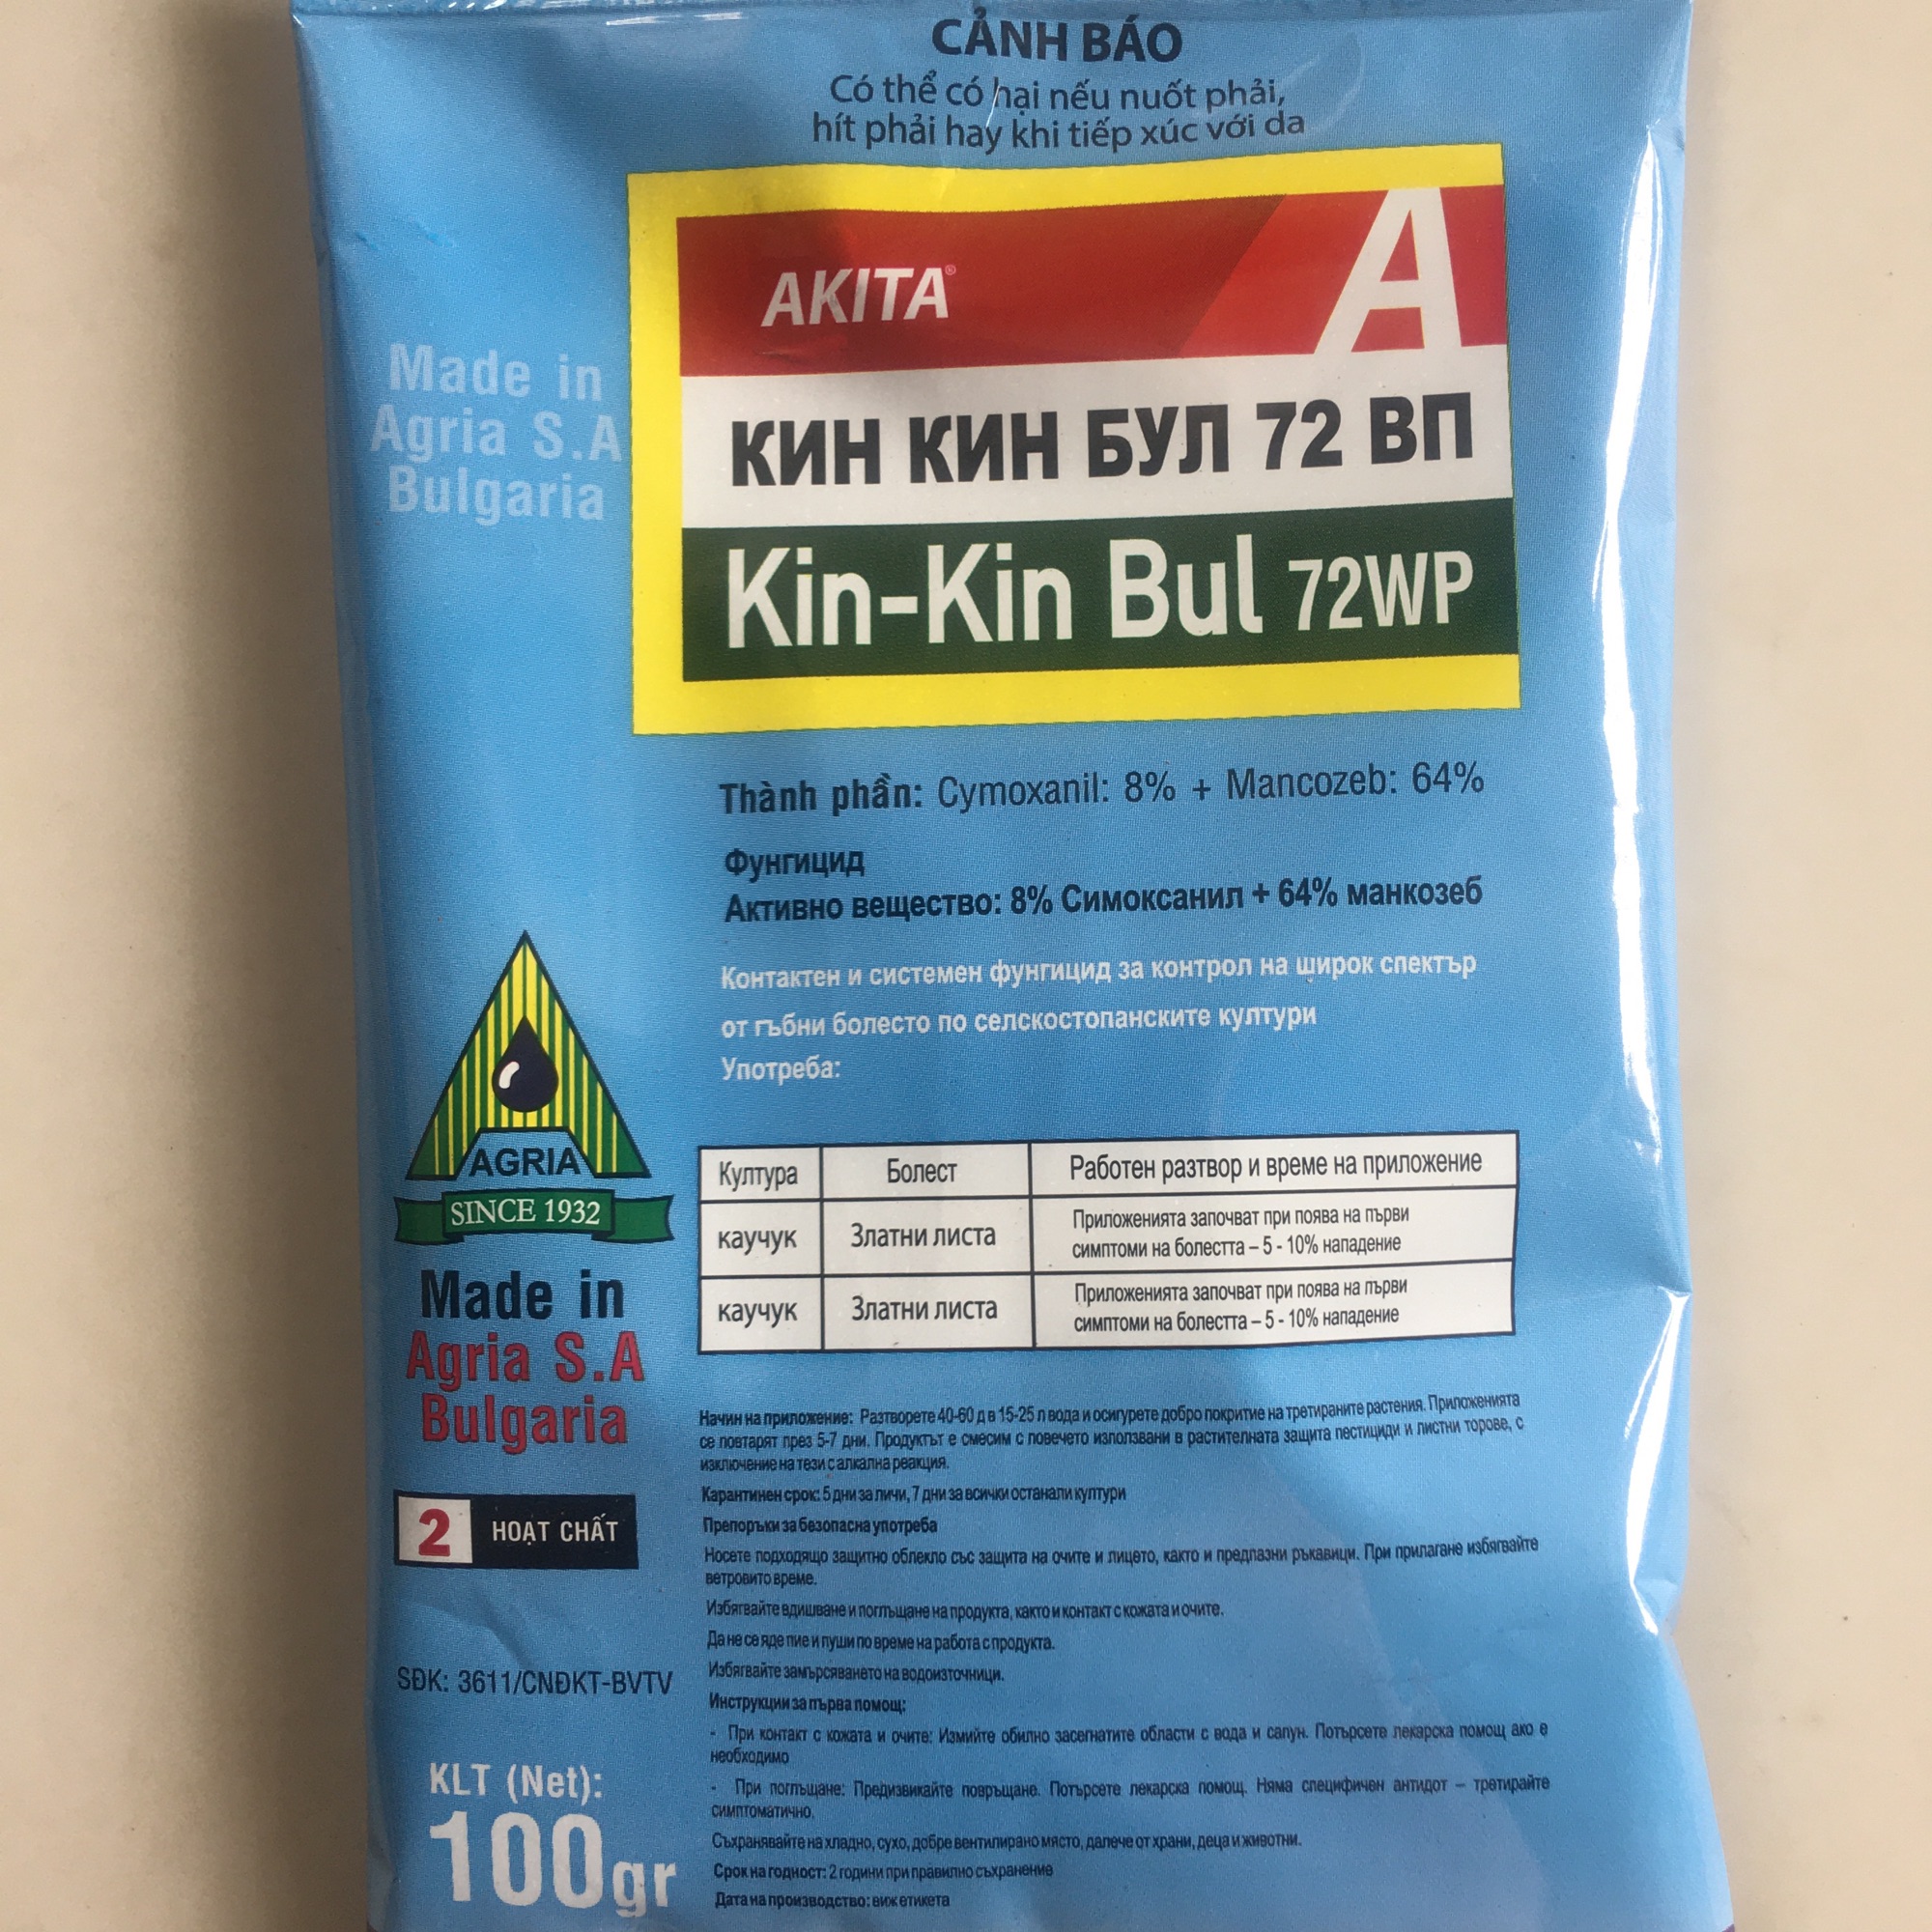 CẢNH BÁO
Có thể có hại nếu nuốt phải,
hít phải hay khi tiếp xúc với da
AKITA®
A
КИН КИН БУЛ 72 ВП
Kin-Kin Bul 72WP
Made in
Agria S.A
Bulgaria
Thành phần: Cymoxanil: 8% + Mancozeb: 64%
Фунгицид
Активно вещество: 8% Симоксанил + 64% манкозеб
Контактен и системен фунгицид за контрол на широк спектър
от гъбни болесто по селскостопанските култури
Употреба:
AGRIA
SINCE 1932
Made in
Agria S.A
Bulgaria
2 HOẠT CHẤT
SĐK: 3611/CNĐKT-BVTV
KLT (Net):
100gr
Култура Болест Работен разтвор и време на приложение
каучук Златни листа Приложенията започват при поява на първи
симптоми на болестта – 5 - 10% нападение
каучук Златни листа Приложенията започват при поява на първи
симптоми на болестта – 5 - 10% нападение
Начин на приложение: Разтворете 40-60 д в 15-25 л вода и осигурете добро покритие на третираните растения. Приложенията
се повтарят през 5-7 дни. Продуктът е смесим с повечето използвани в растителната защита пестициди и листни торове, с
изключение на тези с алкална реакция.
Карантинен срок: 5 дни за личи, 7 дни за всички останали култури
Препоръки за безопасна употреба
Носете подходящо защитно облекло със защита на очите и лицето, както и предпазни ръкавици. При прилагане избягвайте
ветровито време.
Избягвайте вдишване и поглъщане на продукта, както и контакт с кожата и очите.
Да не се яде пие и пуши по време на работа с продукта.
Избягвайте замърсяването на водоизточници.
Инструкции за първа помощ:
- При контакт с кожата и очите: Измийте обилно засегнатите области с вода и сапун. Потърсете лекарска помощ ако е
необходимо
- При поглъщане: Предизвикайте повръщане. Потърсете лекарска помощ. Няма специфичен антидот – третирайте
симптоматично.
Съхранявайте на хладно, сухо, добре вентилирано място, далече от храни, деца и животни.
Срок на годност: 2 години при правилно съхранение
Дата на производство: виж етикета